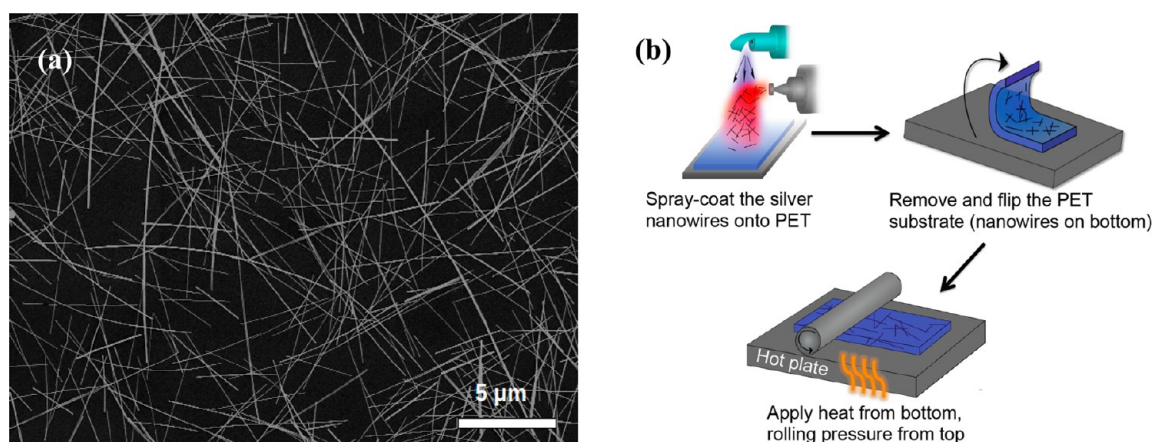 (a)
5 µm
(b)
Spray-coat the silver
nanowires onto PET
Remove and flip the PET
substrate (nanowires on bottom)
Hot plate
Apply heat from bottom,
rolling pressure from top